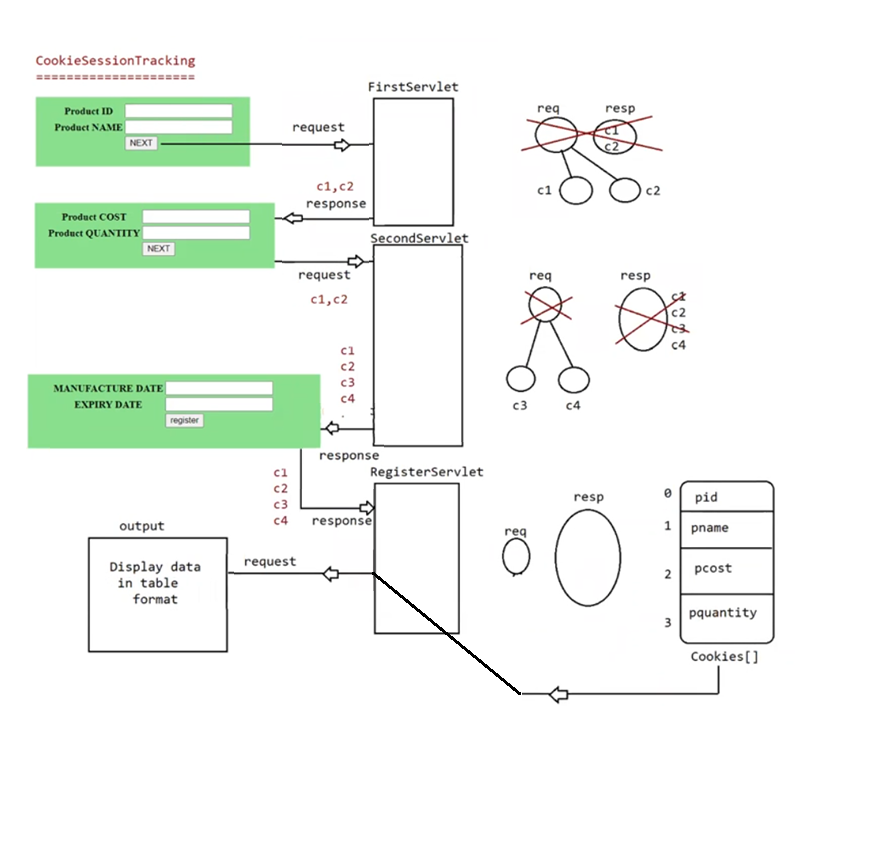 CookieSessionTracking
=====================
Product ID
Product NAME
NEXT
request
FirstServlet
c1,c2
response
req
resp
c1
c2
c1
c2
Product COST
Product QUANTITY
NEXT
request
c1,c2
SecondServlet
c1
c2
c3
c4
req
resp
c1
c2
c3
c4
c3
c4
MANUFACTURE DATE
EXPIRY DATE
register
response
c1
c2
c3
c4
response
RegisterServlet
req
resp
0
pid
1
pname
2
pcost
3
pquantity
Cookies[]
output
Display data
in table
format
request